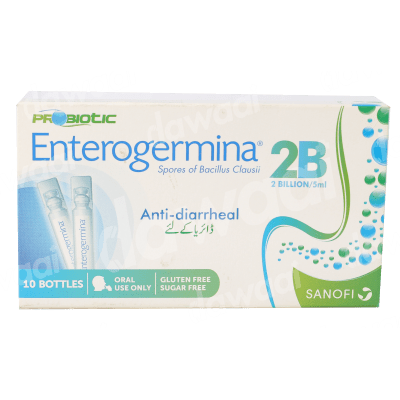 PROBIOTIC
Enterogermina®
Spores of Bacillus Clausii
2B
2 BILLION/5ml
Anti-diarrheal
ڈائریا کے لئے
Enterogermina
10 BOTTLES
ORAL
USE ONLY
GLUTEN FREE
SUGAR FREE
SANOFI